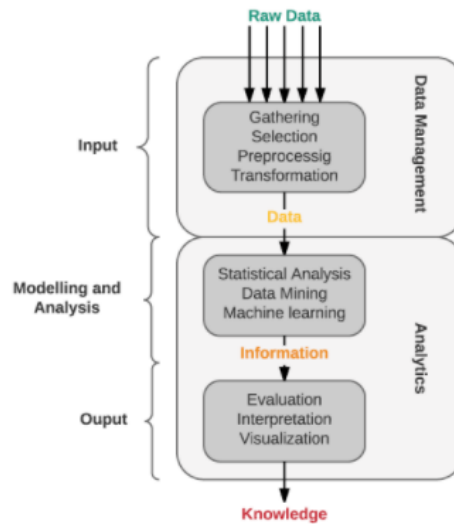 Raw Data
Data Management
Input
Gathering
Selection
Preprocessig
Transformation
Data
Modelling and
Analysis
Statistical Analysis
Data Mining
Machine learning
Analytics
Information
Ouput
Evaluation
Interpretation
Visualization
Knowledge